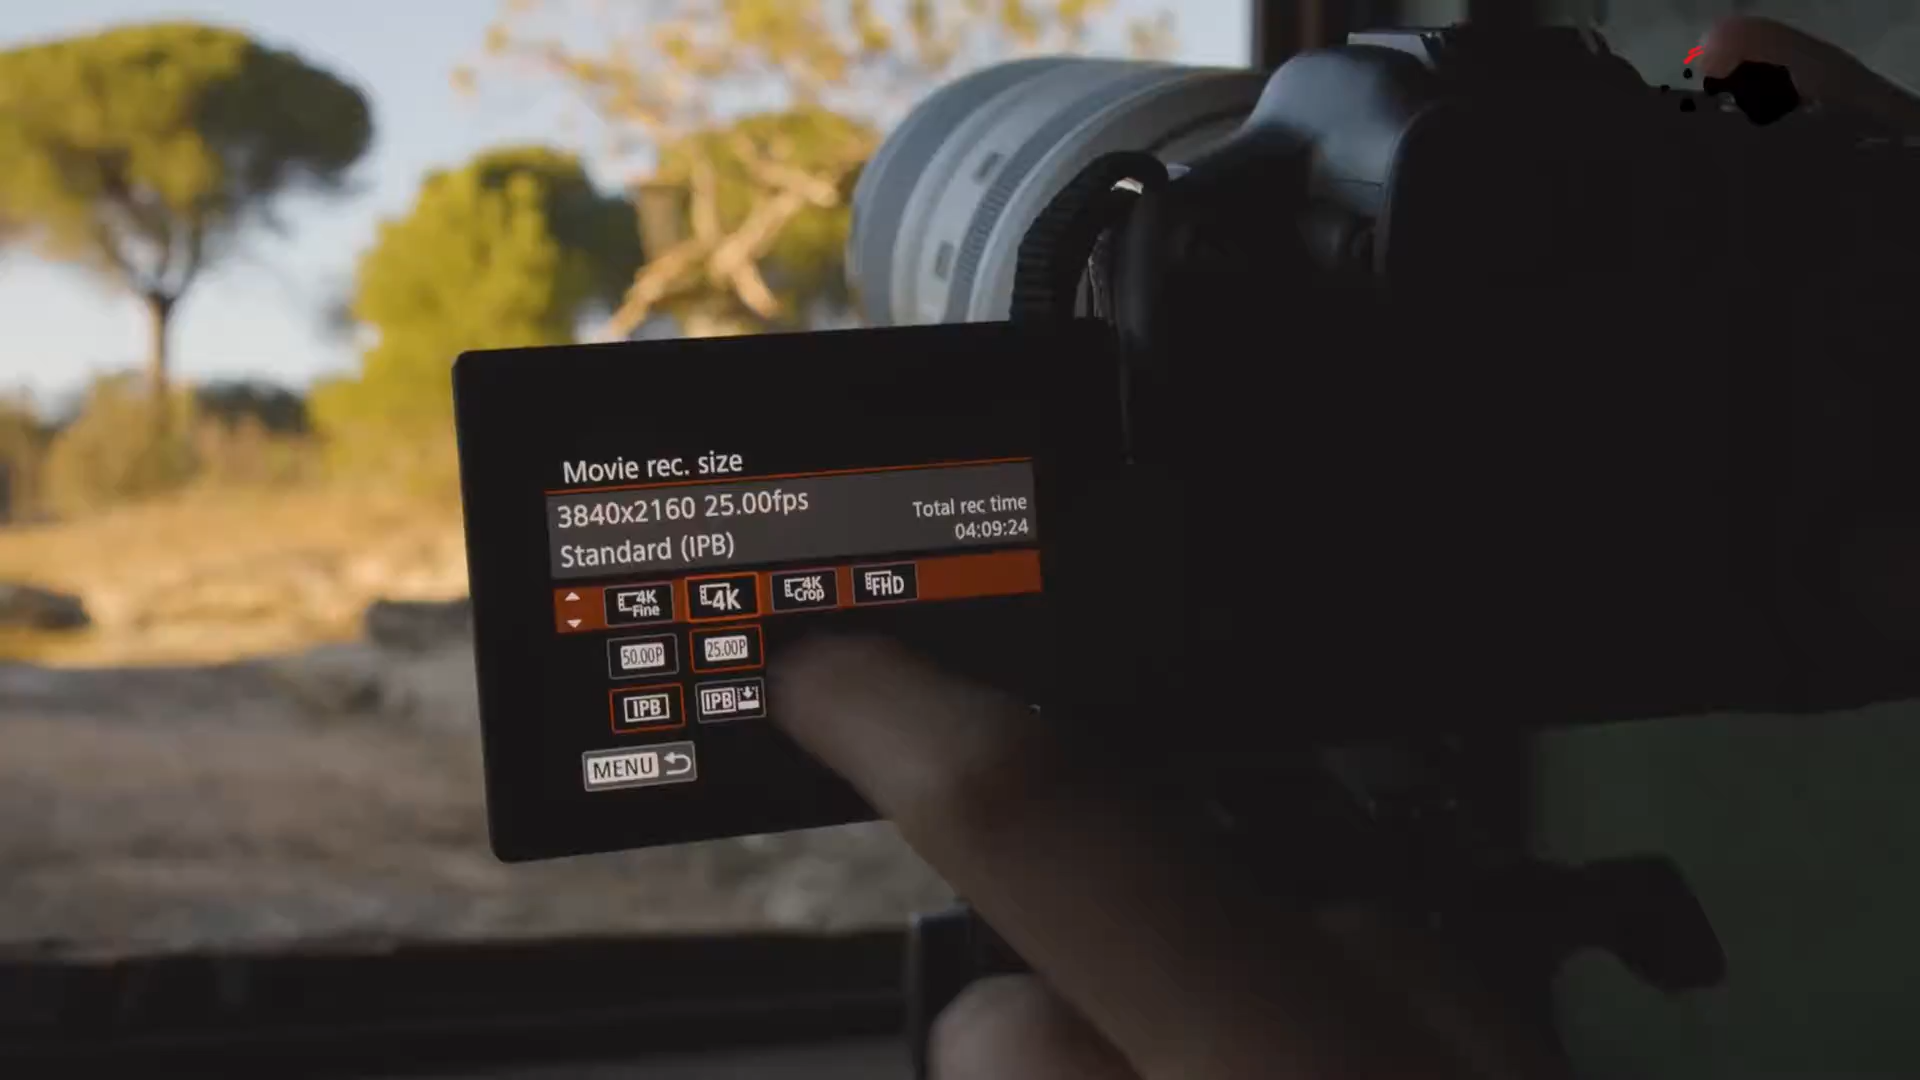 Movie rec. size
3840x2160 25.00fps
Total rec time
Standard (IPB)
04:09:24
4K Fine
4K
4K Crop
FHD
50.00P
25.00P
IPB
IPB
MENU